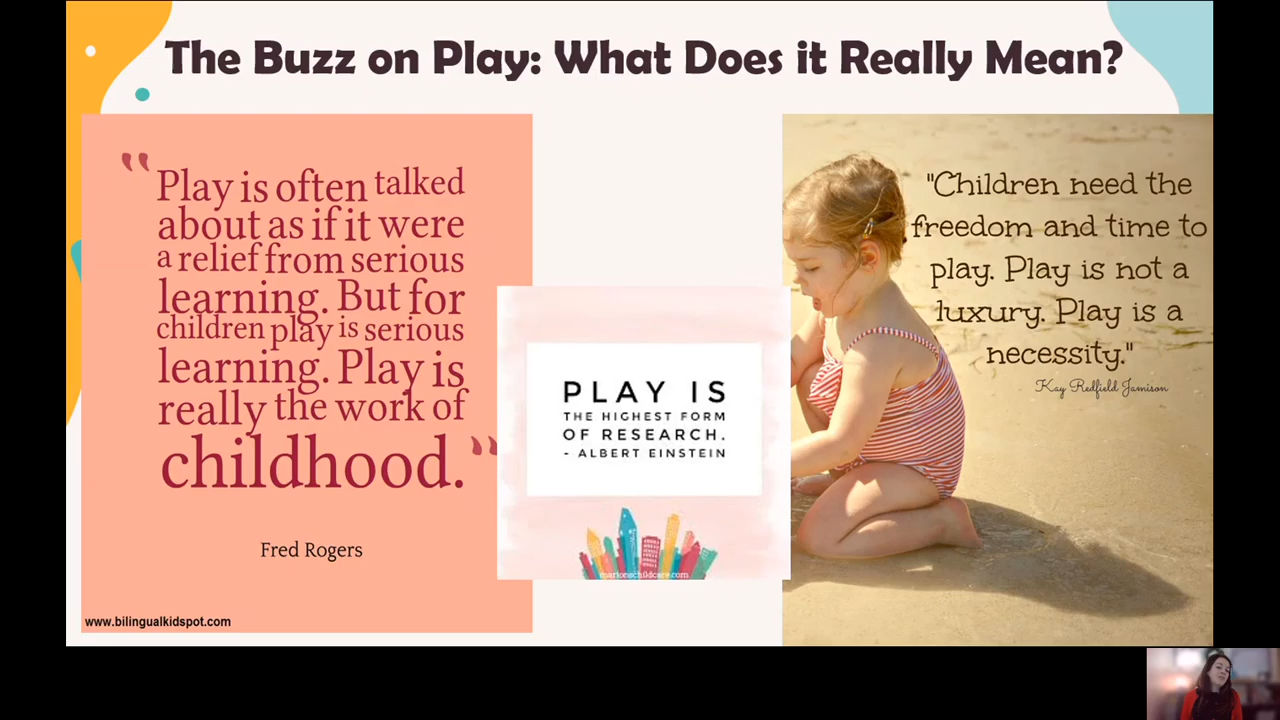 The Buzz on Play: What Does it Really Mean?
“
Play is often talked
about as if it were
a relief from serious
learning. But for
children play is serious
learning. Play is
really the work of
childhood.”
Fred Rogers
www.bilingualkidspot.com
PLAY IS
THE HIGHEST FORM
OF RESEARCH.
- ALBERT EINSTEIN
"Children need the
freedom and time to
play. Play is not a
luxury. Play is a
necessity."
Kay Redfield Jamison